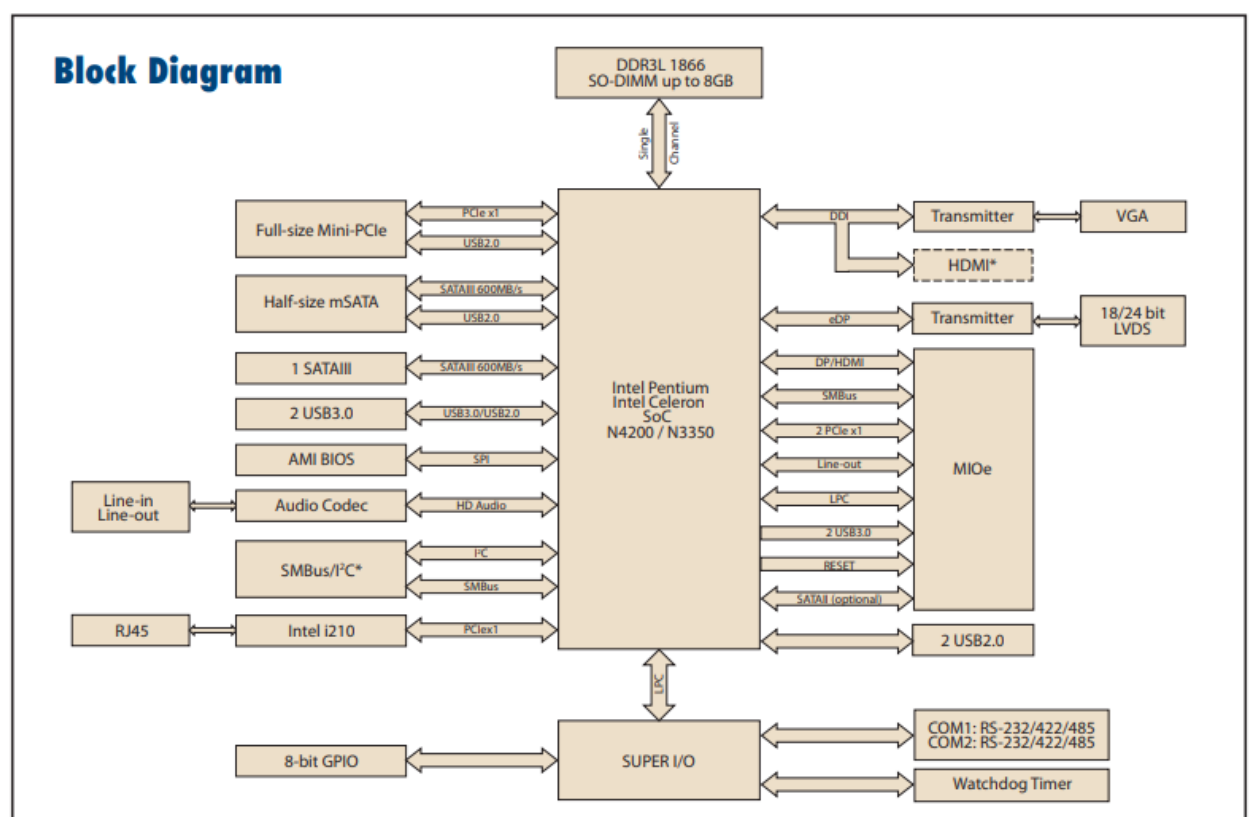 Block Diagram
DDR3L 1866
SO-DIMM up to 8GB
Single
Channel
Full-size Mini-PCIe
PCIe x1
USB2.0
Half-size mSATA
SATAIII 600MB/s
USB2.0
1 SATAIII
SATAIII 600MB/s
2 USB3.0
USB3.0/USB2.0
AMI BIOS
SPI
Line-in
Line-out
Audio Codec
HD Audio
SMBus/I²C*
I²C
SMBus
RJ45
Intel i210
PCIex1
Intel Pentium
Intel Celeron
SoC
N4200 / N3350
DDI
Transmitter
VGA
HDMI*
eDP
Transmitter
18/24 bit
LVDS
DP/HDMI
SMBus
2 PCIe x1
Line-out
LPC
2 USB3.0
RESET
SATAII (optional)
MIOe
2 USB2.0
LPC
8-bit GPIO
SUPER I/O
COM1: RS-232/422/485
COM2: RS-232/422/485
Watchdog Timer